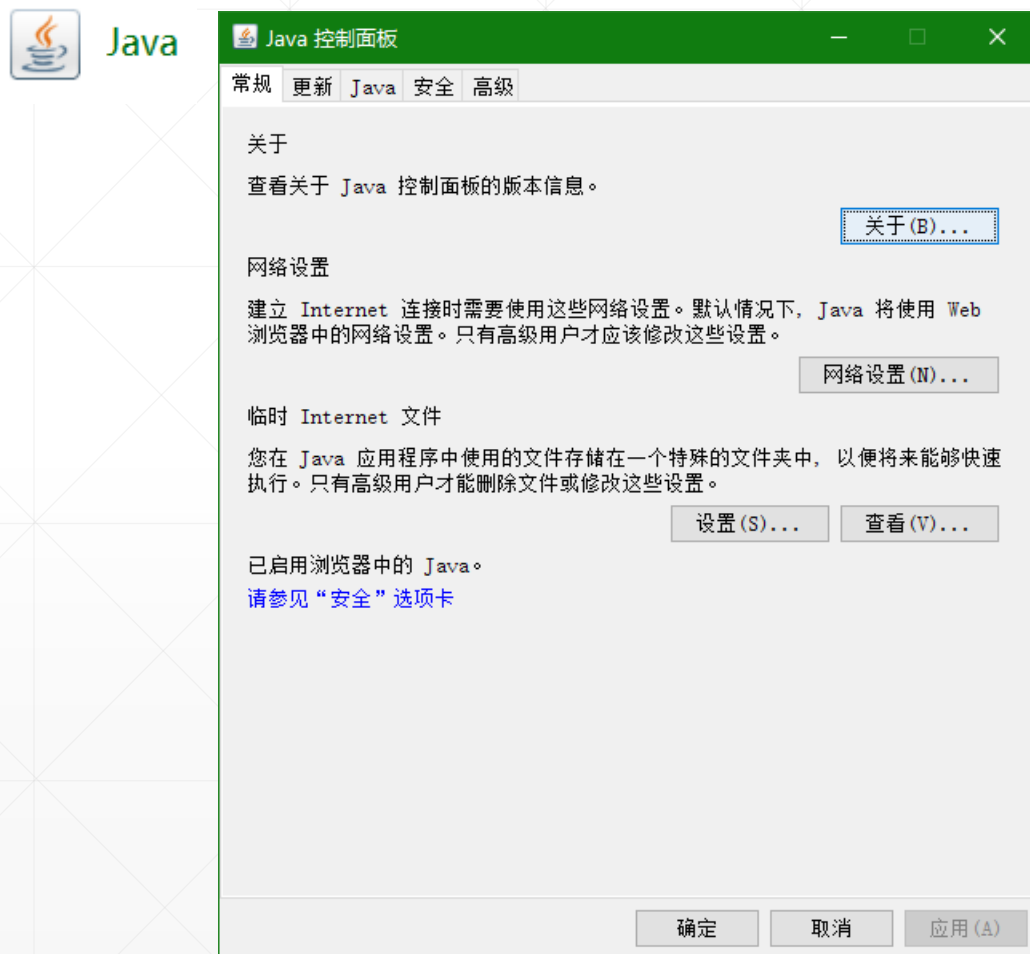 Java
Java 控制面板
常规 更新 Java 安全 高级
关于
查看关于 Java 控制面板的版本信息。
关于(B)...
网络设置
建立 Internet 连接时需要使用这些网络设置。默认情况下, Java 将使用 Web
浏览器中的网络设置。只有高级用户才应该修改这些设置。
网络设置(N)...
临时 Internet 文件
您在 Java 应用程序中使用的文件存储在一个特殊的文件夹中, 以便将来能够快速
执行。只有高级用户才能删除文件或修改这些设置。
设置(S)... 查看(V)...
已启用浏览器中的 Java。
请参见“安全”选项卡
确定 取消 应用(A)